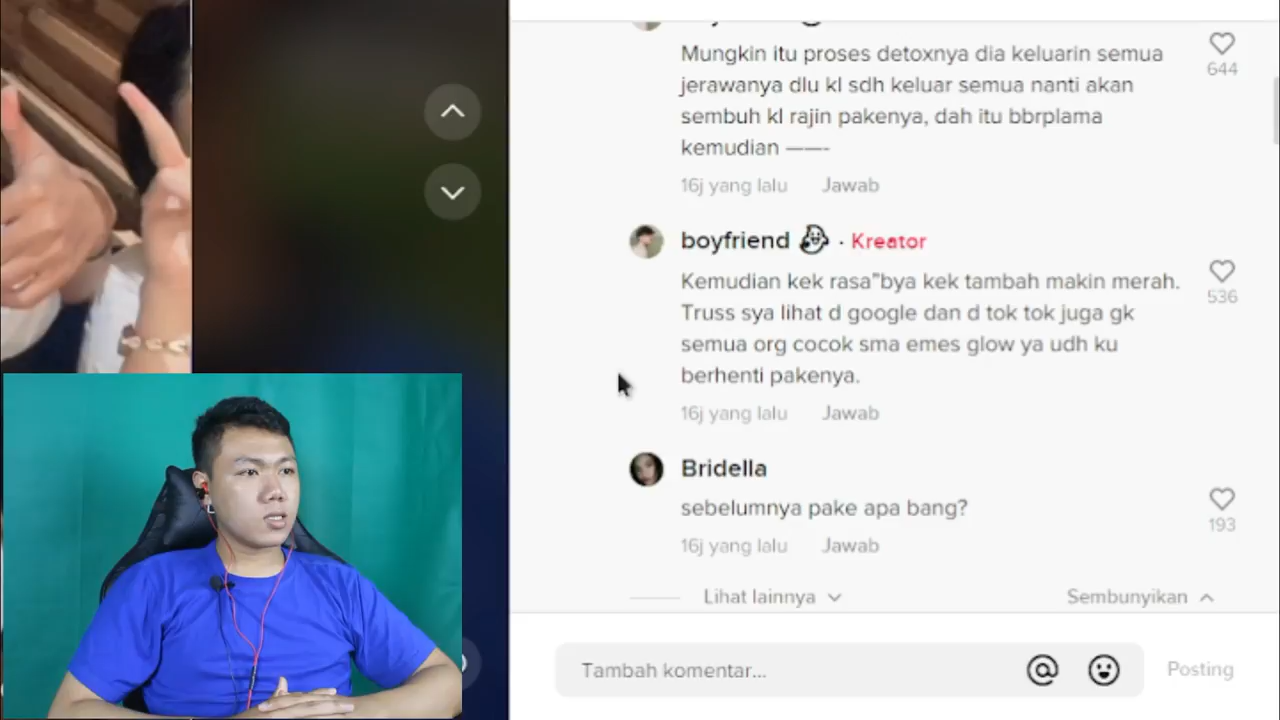 Mungkin itu proses detoxnya dia keluarin semua
644
jerawanya dlu kl sdh keluar semua nanti akan
sembuh kl rajin pakenya, dah itu bbrplama
kemudian ——-
16j yang lalu Jawab
boyfriend · Kreator
Kemudian kek rasa"bya kek tambah makin merah.
536
Truss sya lihat d google dan d tok tok juga gk
semua org cocok sma emes glow ya udh ku
berhenti pakenya.
16j yang lalu Jawab
Bridella
sebelumnya pake apa bang?
193
16j yang lalu Jawab
Lihat lainnya Sembunyikan
Tambah komentar... @ Posting